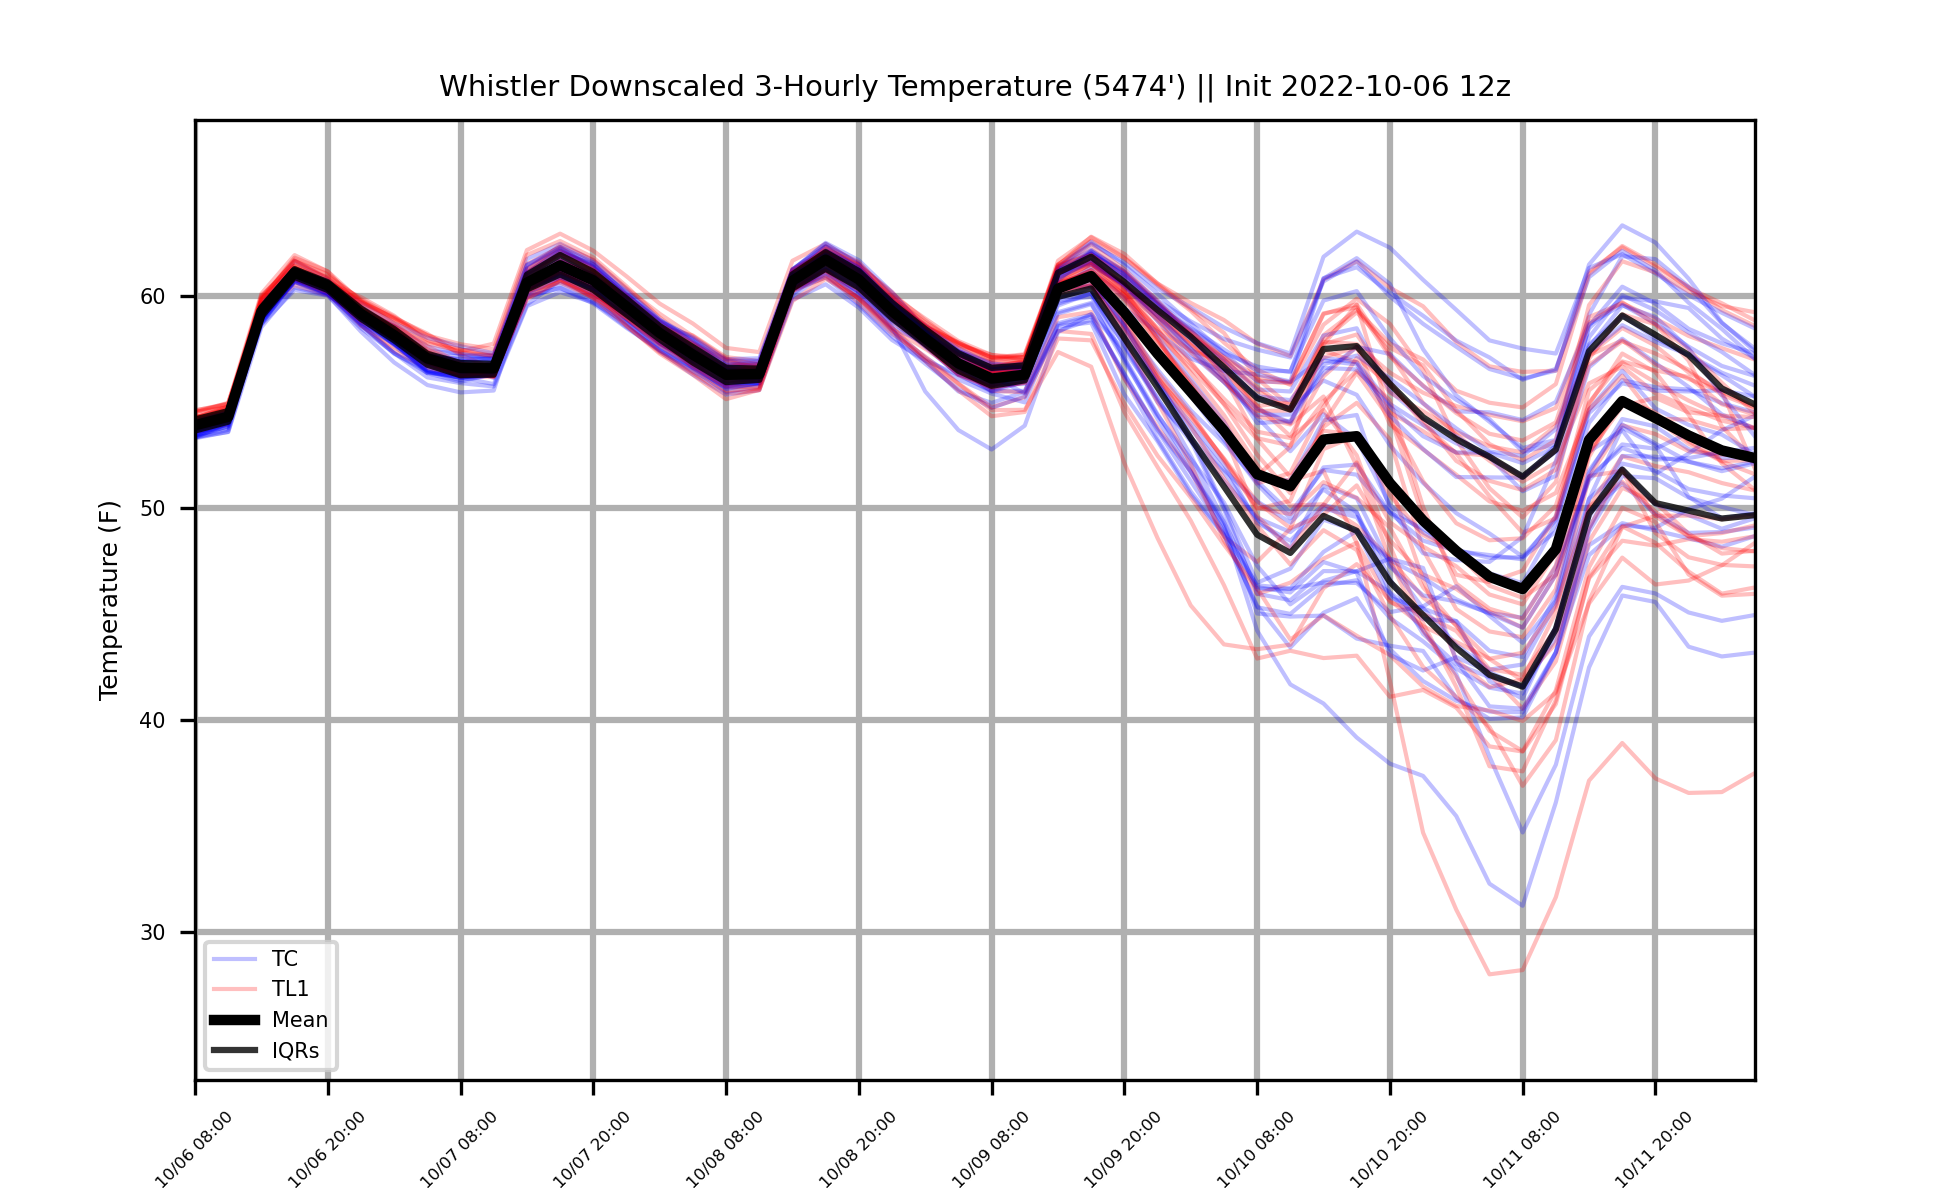 Whistler Downscaled 3-Hourly Temperature (5474') || Init 2022-10-06 12z
Temperature (F)
60
50
40
30
TC
TL1
Mean
IQRs
10/06 08:00
10/06 20:00
10/07 08:00
10/07 20:00
10/08 08:00
10/08 20:00
10/09 08:00
10/09 20:00
10/10 08:00
10/10 20:00
10/11 08:00
10/11 20:00